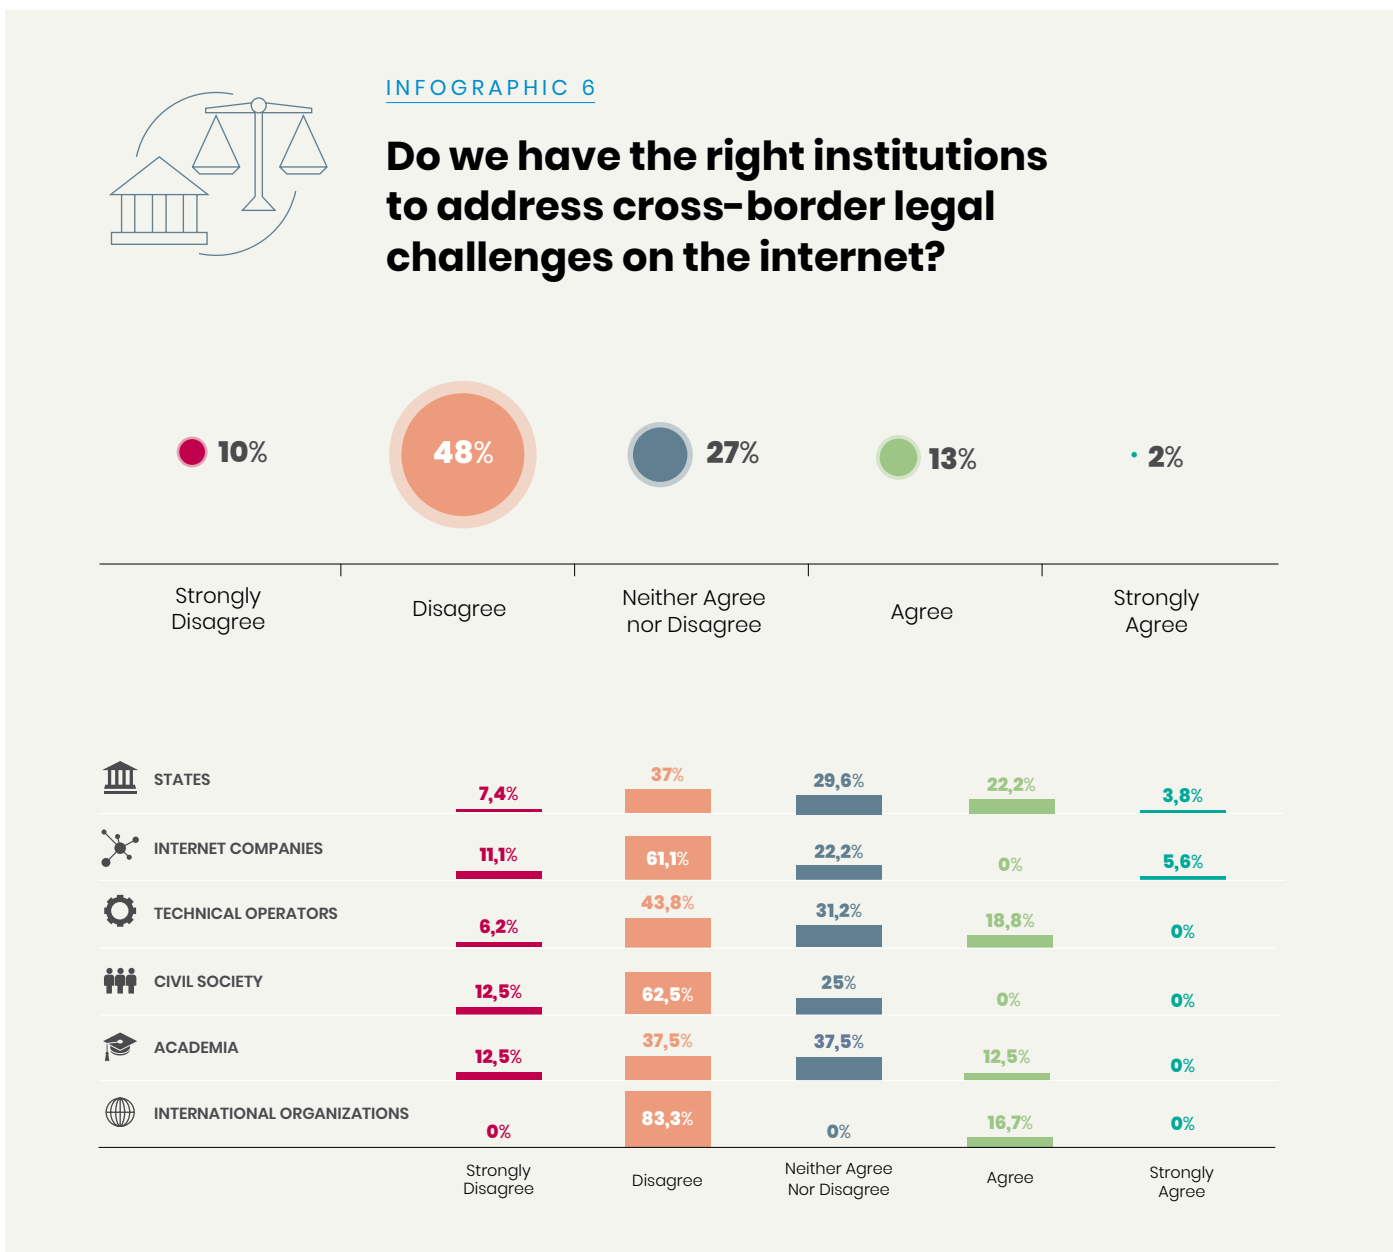 INFOGRAPHIC 6
Do we have the right institutions
to address cross-border legal
challenges on the internet?
10%
48%
27%
13%
2%
Strongly
Disagree
Disagree
Neither Agree
nor Disagree
Agree
Strongly
Agree
STATES
7,4%
37%
29,6%
22,2%
3,8%
INTERNET COMPANIES
11,1%
61,1%
22,2%
0%
5,6%
TECHNICAL OPERATORS
6,2%
43,8%
31,2%
18,8%
0%
CIVIL SOCIETY
12,5%
62,5%
25%
0%
0%
ACADEMIA
12,5%
37,5%
37,5%
12,5%
0%
INTERNATIONAL ORGANIZATIONS
0%
83,3%
0%
16,7%
0%
Strongly
Disagree
Disagree
Neither Agree
Nor Disagree
Agree
Strongly
Agree